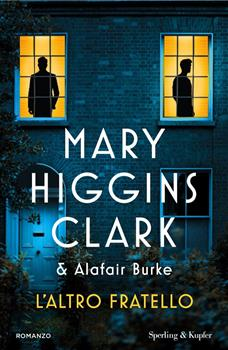 MARY
HIGGINS
CLARK
& Alafair Burke
L'ALTRO FRATELLO
ROMANZO
Sperling & Kupfer